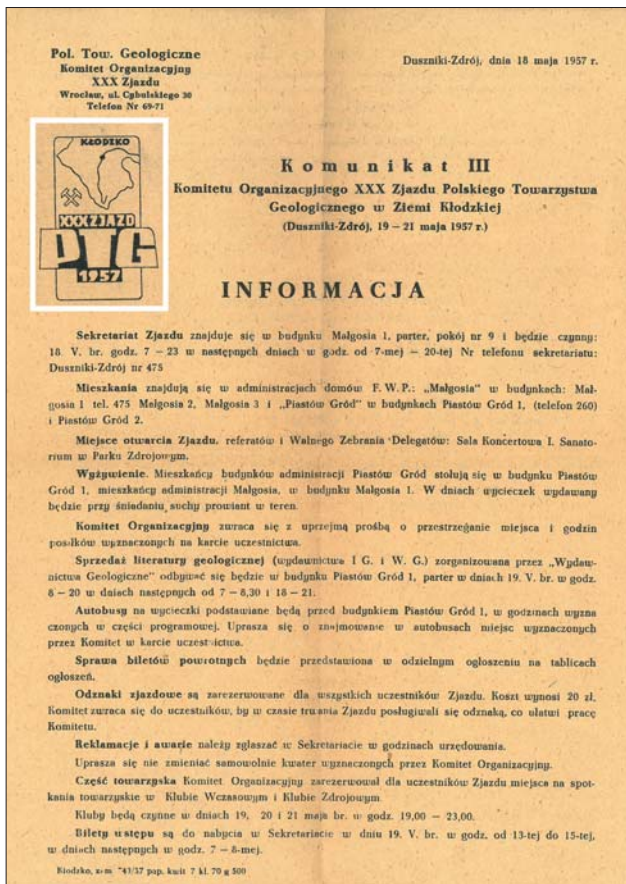 Pol. Tow. Geologiczne
Komitet Organizacyjny
XXX Zjazdu
Wrocław, ul. Cybulskiego 30
Telefon Nr 69-71
Duszniki-Zdrój, dnia 18 maja 1957 r.
KŁODZKO
XXX ZJAZD
PTG
1957
Komunikat III
Komitetu Organizacyjnego XXX Zjazdu Polskiego Towarzystwa
Geologicznego w Ziemi Kłodzkiej
(Duszniki-Zdrój, 19 – 21 maja 1957 r.)
INFORMACJA
Sekretariat Zjazdu znajduje się w budynku Małgosia 1, parter, pokój nr 9 i będzie czynny:
18 V. br. godz. 7 – 23 w następnych dniach w godz. od 7-mej – 20-tej Nr telefonu sekretariatu:
Duszniki-Zdrój nr 475
Mieszkania znajdują się w administracjach domów F. W. P.: „Małgosia” w budynkach: Mał-
gosia 1 tel. 475 Małgosia 2, Małgosia 3 i „Piastów Gród” w budynkach Piastów Gród 1, (telefon 260)
i Piastów Gród 2.
Miejsce otwarcia Zjazdu, referatów i Walnego Zebrania Delegatów: Sala Koncertowa I. Sanato-
rium w Parku Zdrojowym.
Wyżywienie. Mieszkańcy budynków administracji Piastów Gród stołują się w budynku Piastów
Gród 1, mieszkańcy administracji Małgosia, w budynku Małgosia 1. W dniach wycieczek wydawany
będzie przy śniadaniu suchy prowiant w teren.
Komitet Organizacyjny zwraca się z uprzejmą prośbą o przestrzeganie miejsca i godzin
posiłków wyznaczonych na karcie uczestnictwa.
Sprzedaż literatury geologicznej (wydawnictwa I G. i W. G.) zorganizowana przez „Wydaw-
nictwa Geologiczne” odbywać się będzie w budynku Piastów Gród 1, parter w dniach 19. V. br. w godz.
8 – 20 w dniach następnych od 7 – 8,30 i 18 – 21.
Autobusy na wycieczki podstawiane będą przed budynkiem Piastów Gród 1, w godzinach wyzna
czonych w części programowej. Uprasza się o znajmowanie w autobusach miejsc wyznaczonych
przez Komitet w karcie uczestnictwa.
Sprawa biletów powrotnych będzie przedstawiona w odzielnym ogłoszeniu na tablicach
ogłoszeń.
Odznaki zjazdowe są zarezerwowane dla wszystkich uczestników Zjazdu. Koszt wynosi 20 zł,
Komitet zwraca się do uczestników, by w czasie trwania Zjazdu posługiwali się odznaką, co ułatwi pracę
Komitetu.
Reklamacje i awarie należy zgłaszać w Sekretariacie w godzinach urzędowania.
Uprasza się nie zmieniać samowolnie kwater wyznaczonych przez Komitet Organizacyjny.
Część towarzyska Komitet Organizacyjny zarezerwował dla uczestników Zjazdu miejsca na spot-
kania towarzyskie w Klubie Wczasowym i Klubie Zdrojowym.
Kluby będą czynne w dniach 19, 20 i 21 maja br. w godz. 19,00 – 23,00.
Bilety wstępu są do nabycia w Sekretariacie w dniu 19. V. br. w godz. od 13-tej do 15-tej,
w dniach następnych w godz. 7 – 8-mej.
Kłodzko, pap. kl. 70 g 500